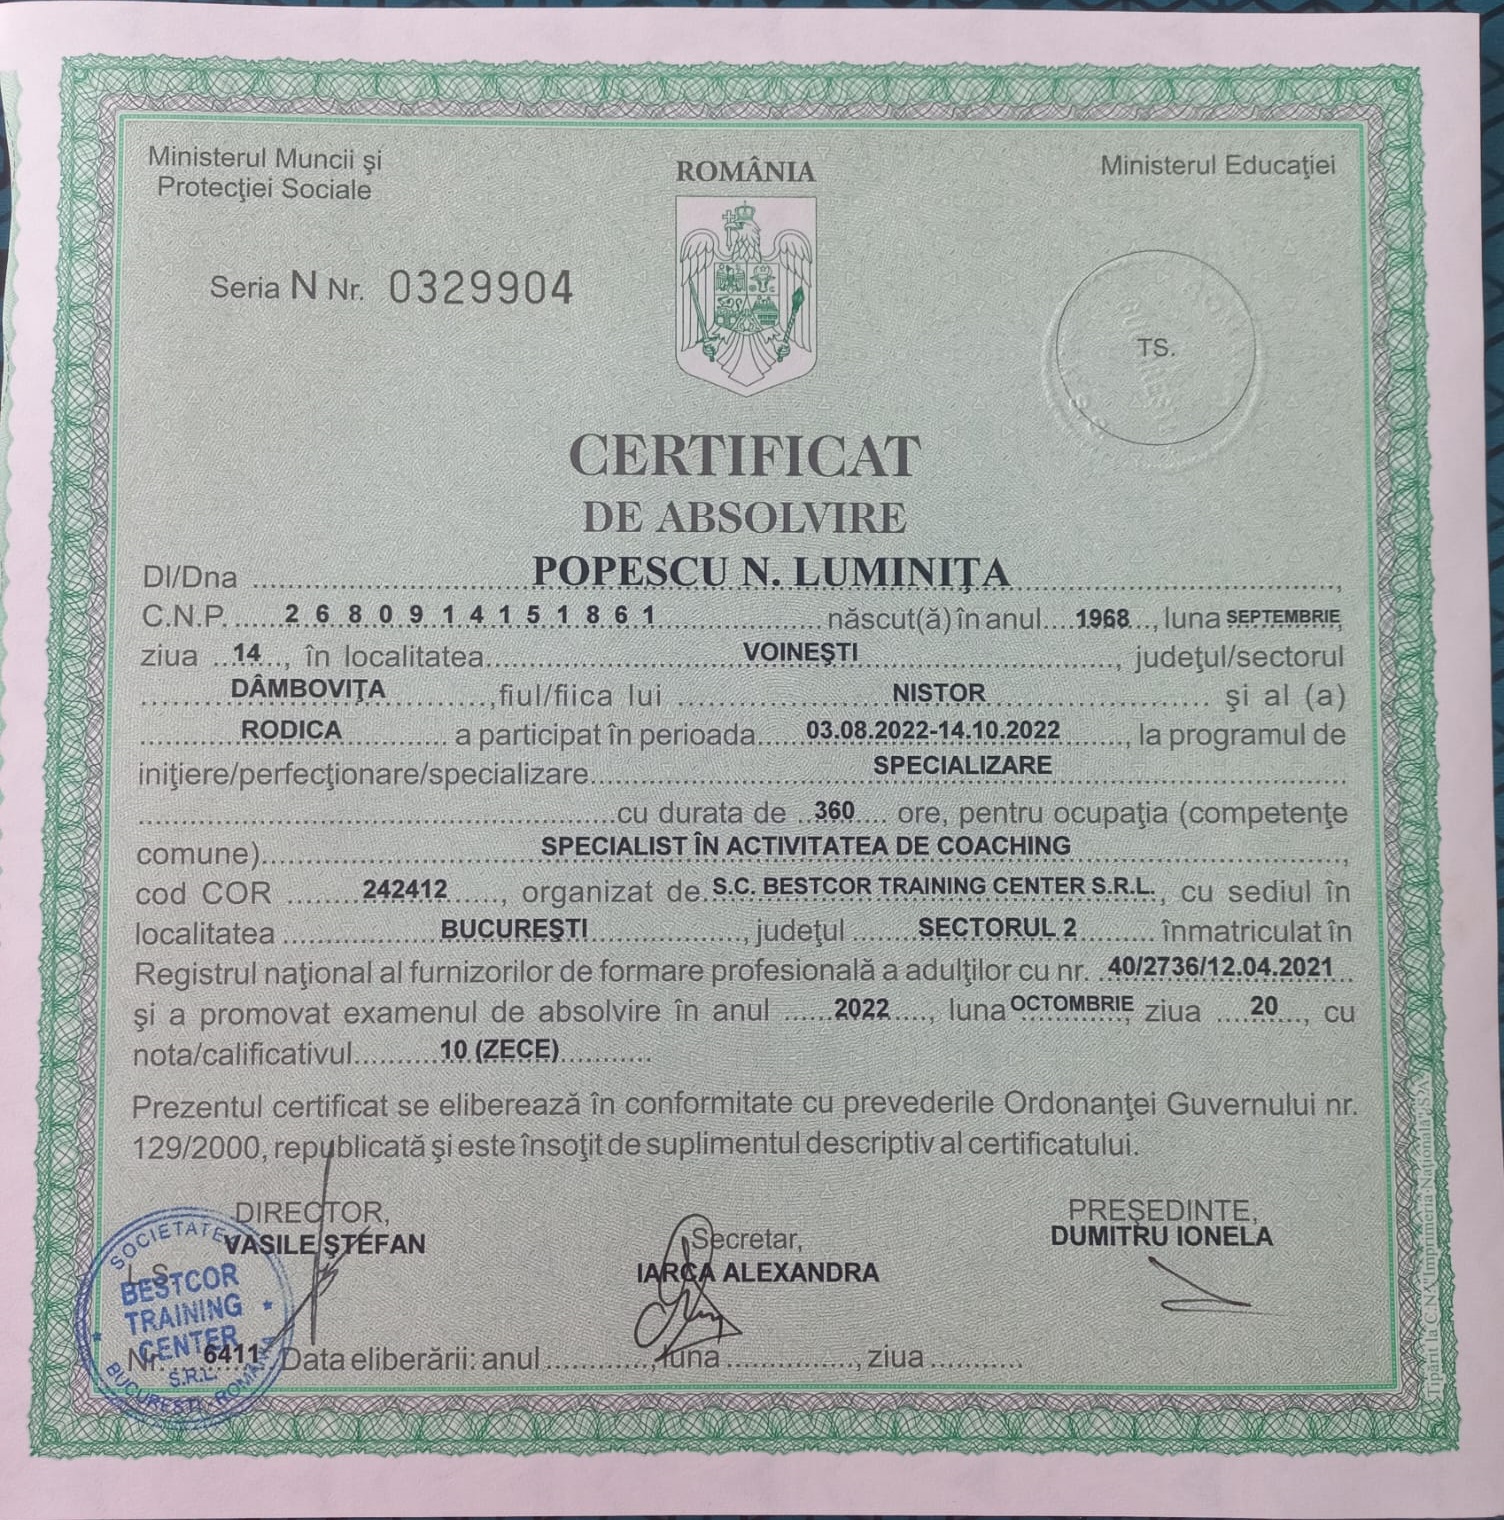 Ministerul Muncii şi
Protecţiei Sociale
ROMÂNIA
Ministerul Educaţiei
Seria N Nr. 0329904
TS.
CERTIFICAT
DE ABSOLVIRE
Dl/Dna ........ POPESCU N. LUMINIŢA ........,
C.N.P. ...... 2 6 8 0 9 1 4 1 5 1 8 6 1 ........ născut(ă) în anul .... 1968 ...., luna SEPTEMBRIE
ziua ... 14 ...., în localitatea ........ VOINEŞTI ........, judeţul/sectorul
........ DÂMBOVIŢA ........, fiul/fiica lui ........ NISTOR ........ şi al (a)
........ RODICA ........ a participat în perioada ..... 03.08.2022-14.10.2022 ......, la programul de
iniţiere/perfecţionare/specializare ........ SPECIALIZARE ........
........ cu durata de ... 360 .... ore, pentru ocupaţia (competenţe
comune) ........ SPECIALIST ÎN ACTIVITATEA DE COACHING ........,
cod COR ........ 242412 ......, organizat de S.C. BESTCOR TRAINING CENTER S.R.L., cu sediul în
localitatea ........ BUCUREŞTI ........, judeţul ........ SECTORUL 2 ........ înmatriculat în
Registrul naţional al furnizorilor de formare profesională a adulţilor cu nr. .. 40/2736/12.04.2021 ..
şi a promovat examenul de absolvire în anul ...... 2022 ...., luna OCTOMBRIE, ziua .... 20 ...., cu
nota/calificativul ........ 10 (ZECE) ........
Prezentul certificat se eliberează în conformitate cu prevederile Ordonanţei Guvernului nr.
129/2000, republicată şi este însoţit de suplimentul descriptiv al certificatului.
DIRECTOR,
VASILE ŞTEFAN
Secretar,
IARCA ALEXANDRA
PREŞEDINTE,
DUMITRU IONELA
L.S.
SOCIETATEA
BESTCOR
TRAINING
CENTER
S.R.L.
BUCUREŞTI - ROMÂNIA
Nr. 6411 Data eliberării: anul ........, luna ........, ziua ........
Tipărit la C.N. "Imprimeria Naţională" S.A.